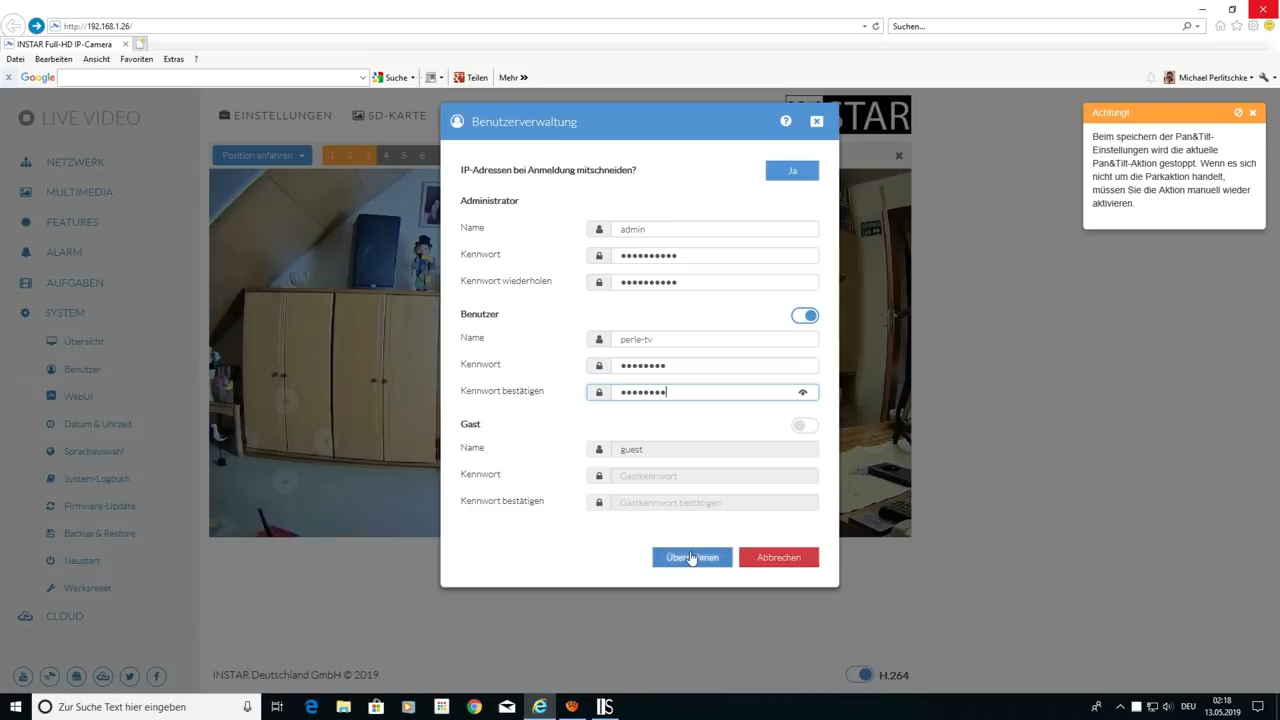 http://192.168.1.26/
Suchen...
INSTAR Full-HD IP-Camera
Datei Bearbeiten Ansicht Favoriten Extras ?
Google Suche Teilen Mehr »
Michael Perlitschke
LIVE VIDEO
EINSTELLUNGEN
SD-KARTE
STAR
Position anfahren 1 2 3 4 5 6
NETZWERK
MULTIMEDIA
FEATURES
ALARM
AUFGABEN
SYSTEM
Übersicht
Benutzer
WebUI
Datum & Uhrzeit
Sprachauswahl
System-Logbuch
Firmware-Update
Backup & Restore
Neustart
Werksreset
CLOUD
Benutzerverwaltung
IP-Adressen bei Anmeldung mitschneiden? Ja
Administrator
Name admin
Kennwort ••••••••••
Kennwort wiederholen ••••••••••
Benutzer
Name perle-tv
Kennwort ••••••••
Kennwort bestätigen ••••••••
Gast
Name guest
Kennwort Gastkennwort
Kennwort bestätigen Gastkennwort bestätigen
Übernehmen Abbrechen
Achtung!
Beim speichern der Pan&Tilt-
Einstellungen wird die aktuelle
Pan&Tilt-Aktion gestoppt. Wenn es sich
nicht um die Parkaktion handelt,
müssen Sie die Aktion manuell wieder
aktivieren.
INSTAR Deutschland GmbH © 2019
H.264
Zur Suche Text hier eingeben
DEU
02:18
13.05.2019